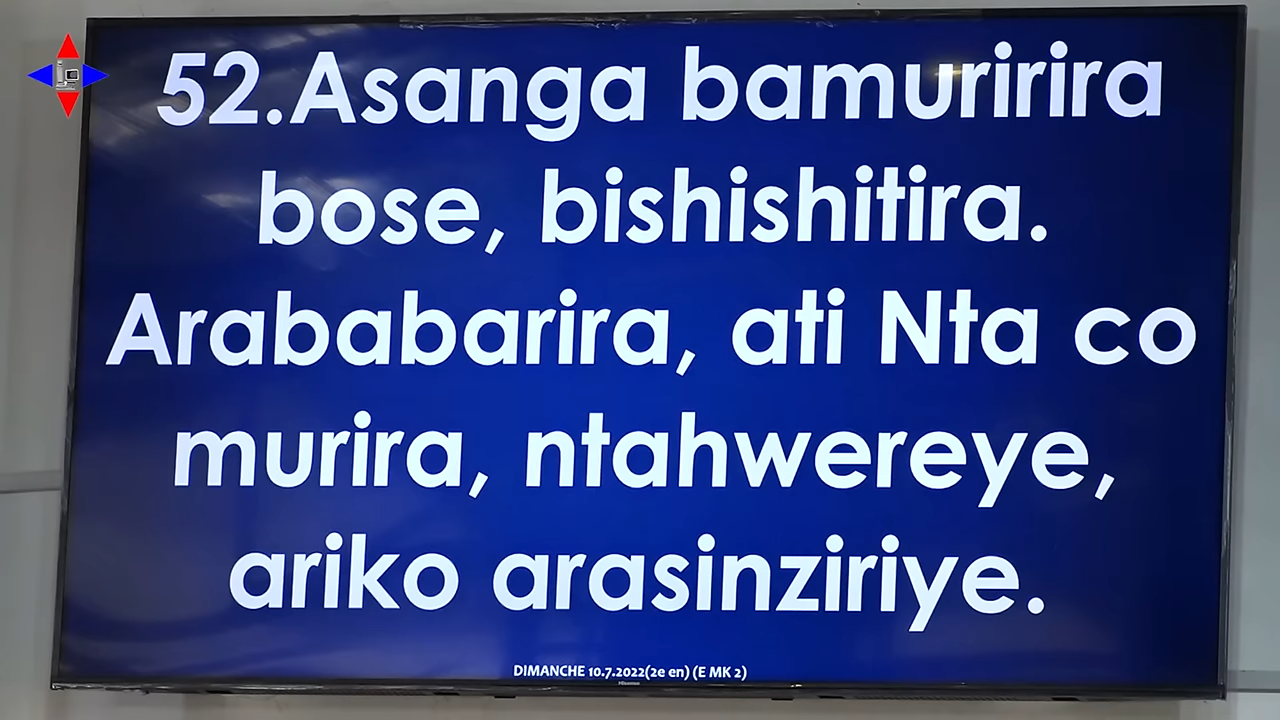 52.Asanga bamuririra
bose, bishishitira.
Arababarira, ati Nta co
murira, ntahwereye,
ariko arasinziriye.
DIMANCHE 10.7.2022(2e en) (E MK 2)
Hisense